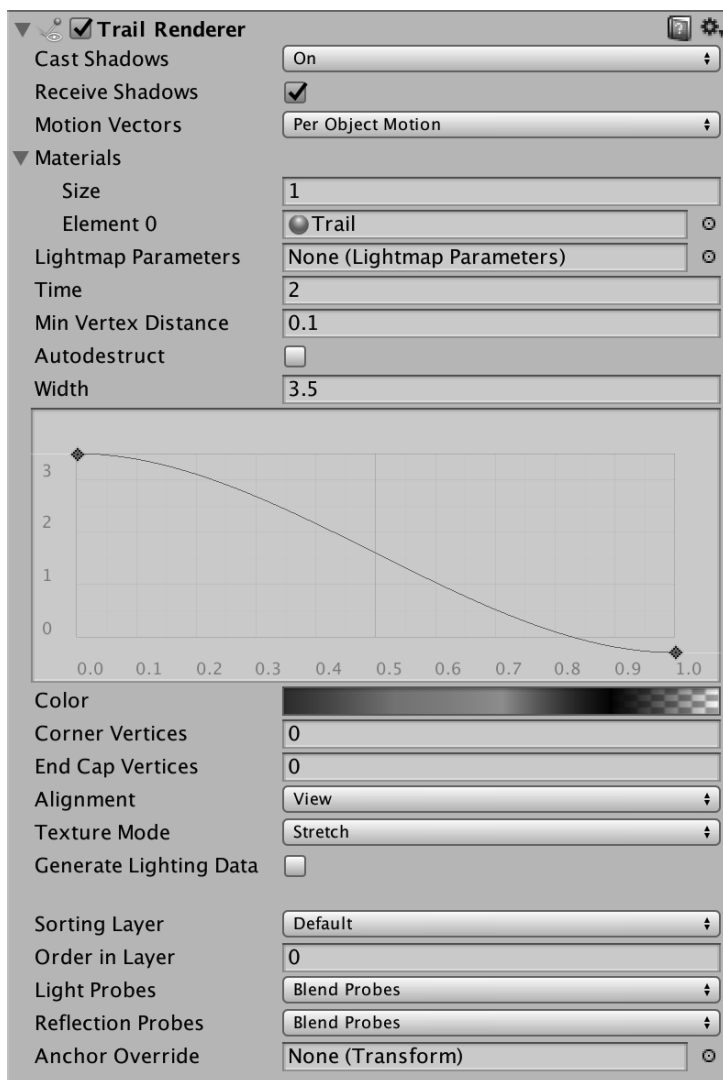 Trail Renderer
Cast Shadows On
Receive Shadows
Motion Vectors Per Object Motion
Materials
Size 1
Element 0 Trail
Lightmap Parameters None (Lightmap Parameters)
Time 2
Min Vertex Distance 0.1
Autodestruct
Width 3.5
3
2
1
0
0.0 0.1 0.2 0.3 0.4 0.5 0.6 0.7 0.8 0.9 1.0
Color
Corner Vertices 0
End Cap Vertices 0
Alignment View
Texture Mode Stretch
Generate Lighting Data
Sorting Layer Default
Order in Layer 0
Light Probes Blend Probes
Reflection Probes Blend Probes
Anchor Override None (Transform)